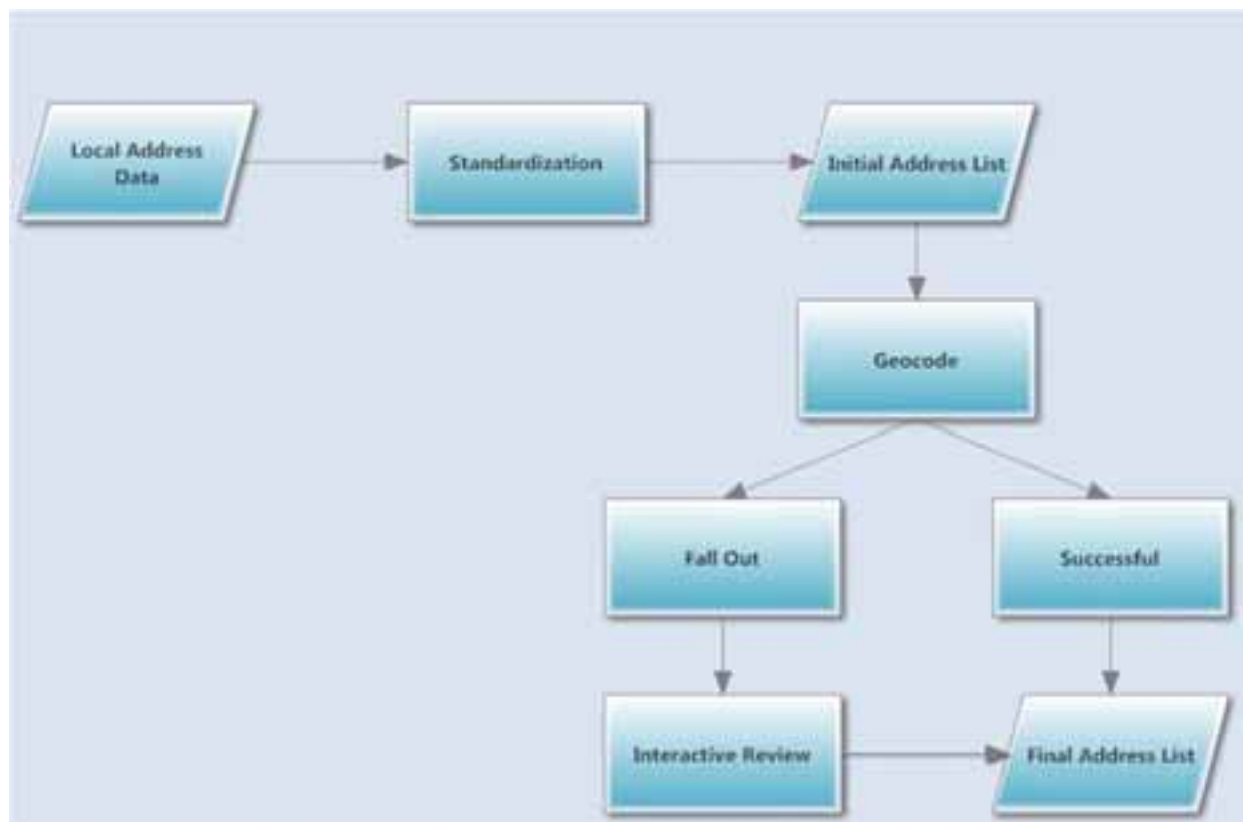 Local Address
Data
Standardization
Initial Address List
Geocode
Fall Out
Successful
Interactive Review
Final Address List